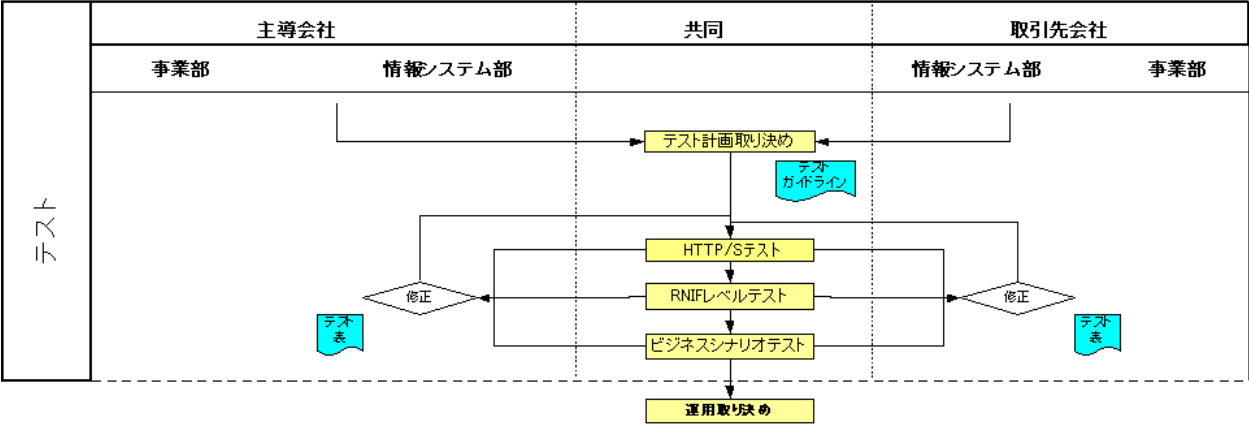 主導会社
共同
取引先会社
事業部
情報システム部
情報システム部
事業部
テスト
テスト計画取り決め
テスト
ガイドライン
HTTP/Sテスト
修正
RNIFレベルテスト
修正
テスト
表
ビジネスシナリオテスト
テスト
表
運用取り決め